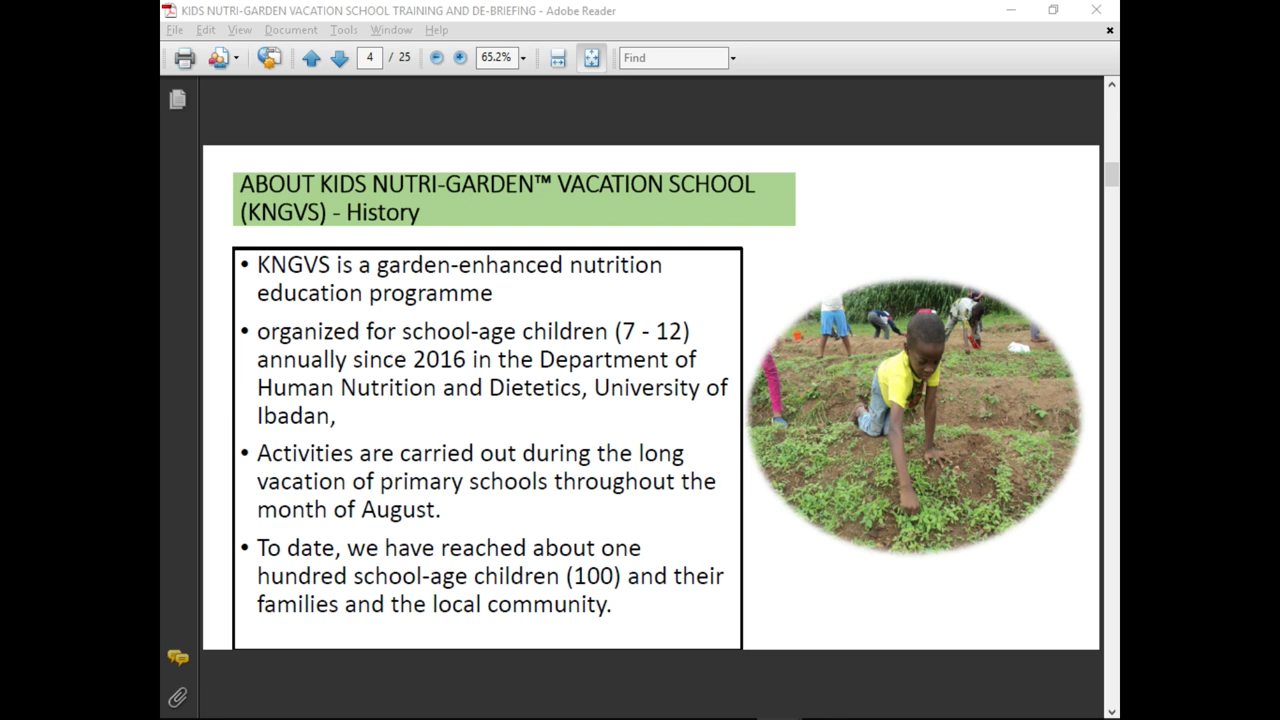 KIDS NUTRI-GARDEN VACATION SCHOOL TRAINING AND DE-BRIEFING - Adobe Reader
File Edit View Document Tools Window Help
4 / 25 65.2% Find
ABOUT KIDS NUTRI-GARDEN™ VACATION SCHOOL
(KNGVS) - History
• KNGVS is a garden-enhanced nutrition
education programme
• organized for school-age children (7 - 12)
annually since 2016 in the Department of
Human Nutrition and Dietetics, University of
Ibadan,
• Activities are carried out during the long
vacation of primary schools throughout the
month of August.
• To date, we have reached about one
hundred school-age children (100) and their
families and the local community.